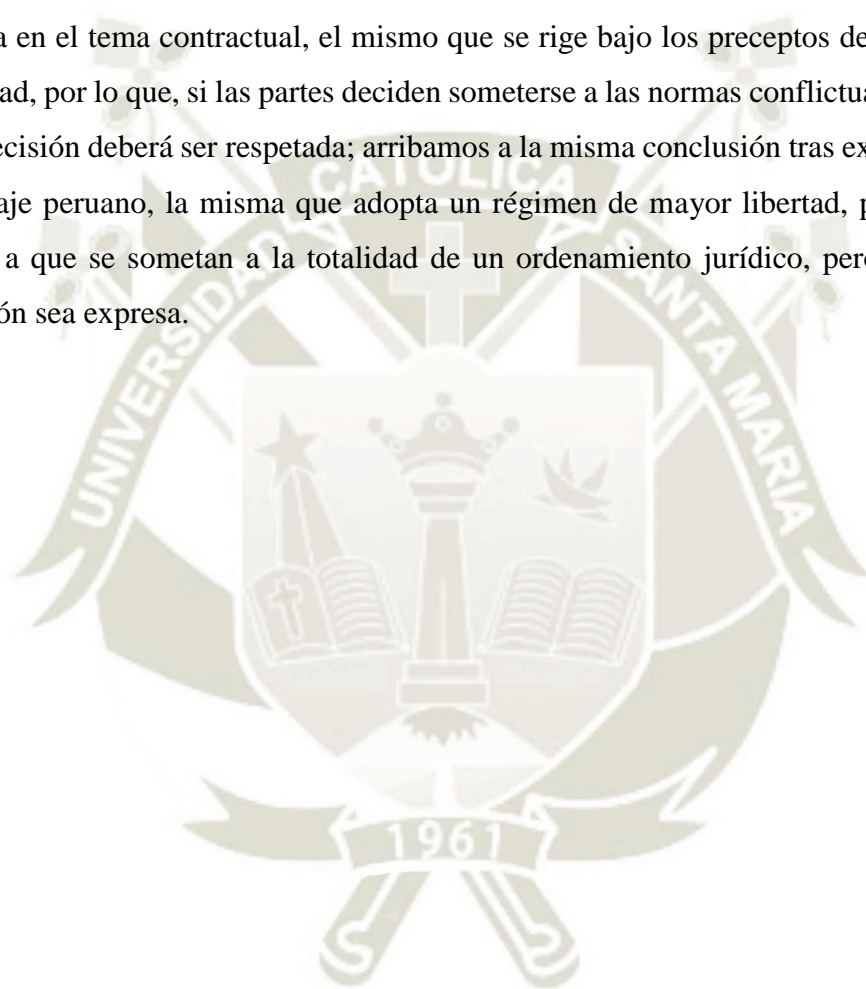 a en el tema contractual, el mismo que se rige bajo los preceptos de
ad, por lo que, si las partes deciden someterse a las normas conflictua
ecisión deberá ser respetada; arribamos a la misma conclusión tras ex
aje peruano, la misma que adopta un régimen de mayor libertad, p
a que se sometan a la totalidad de un ordenamiento jurídico, per
ón sea expresa.
UNIVERSIDAD CATÓLICA SANTA MARIA
1961